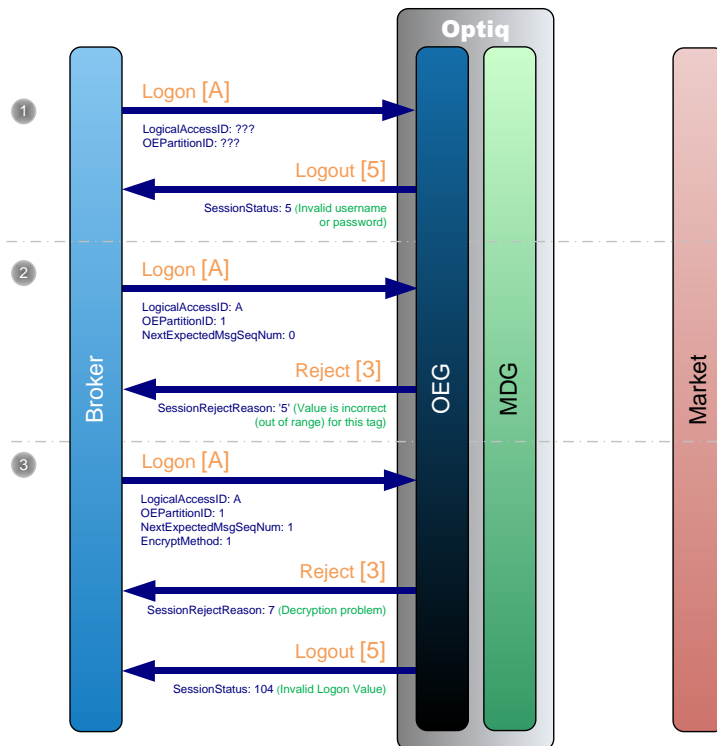 Optiq
1
Logon [A]
LogicalAccessID: ???
OEPartitionID: ???
Logout [5]
SessionStatus: 5 (Invalid username
or password)
2
Logon [A]
LogicalAccessID: A
OEPartitionID: 1
NextExpectedMsgSeqNum: 0
Reject [3]
SessionRejectReason: '5' (Value is incorrect
(out of range) for this tag)
3
Logon [A]
LogicalAccessID: A
OEPartitionID: 1
NextExpectedMsgSeqNum: 1
EncryptMethod: 1
Reject [3]
SessionRejectReason: 7 (Decryption problem)
Logout [5]
SessionStatus: 104 (Invalid Logon Value)
Broker
OEG
MDG
Market